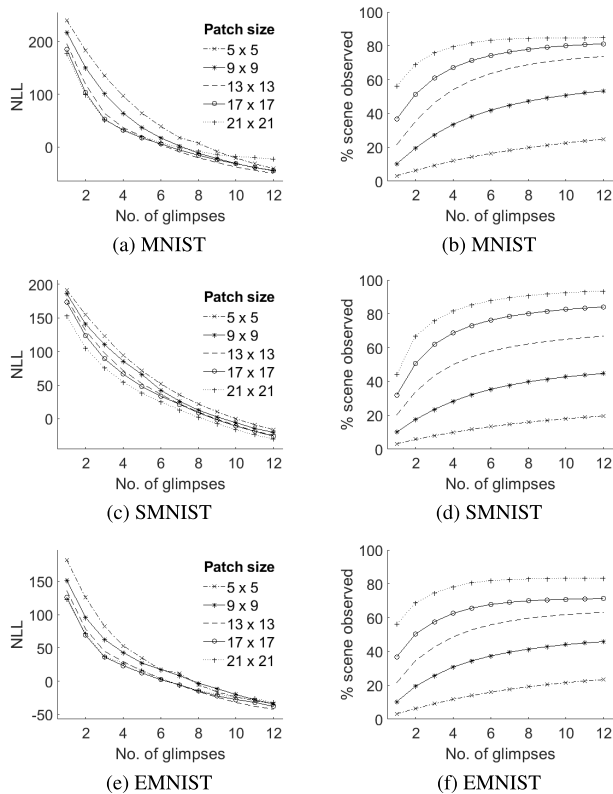 200
100
0
NLL
Patch size
5 x 5
9 x 9
13 x 13
17 x 17
21 x 21
2 4 6 8 10 12
No. of glimpses
(a) MNIST
100
80
60
40
20
0
% scene observed
2 4 6 8 10 12
No. of glimpses
(b) MNIST
200
150
100
50
0
NLL
Patch size
5 x 5
9 x 9
13 x 13
17 x 17
21 x 21
2 4 6 8 10 12
No. of glimpses
(c) SMNIST
100
80
60
40
20
0
% scene observed
2 4 6 8 10 12
No. of glimpses
(d) SMNIST
150
100
50
0
-50
NLL
Patch size
5 x 5
9 x 9
13 x 13
17 x 17
21 x 21
2 4 6 8 10 12
No. of glimpses
(e) EMNIST
100
80
60
40
20
0
% scene observed
2 4 6 8 10 12
No. of glimpses
(f) EMNIST